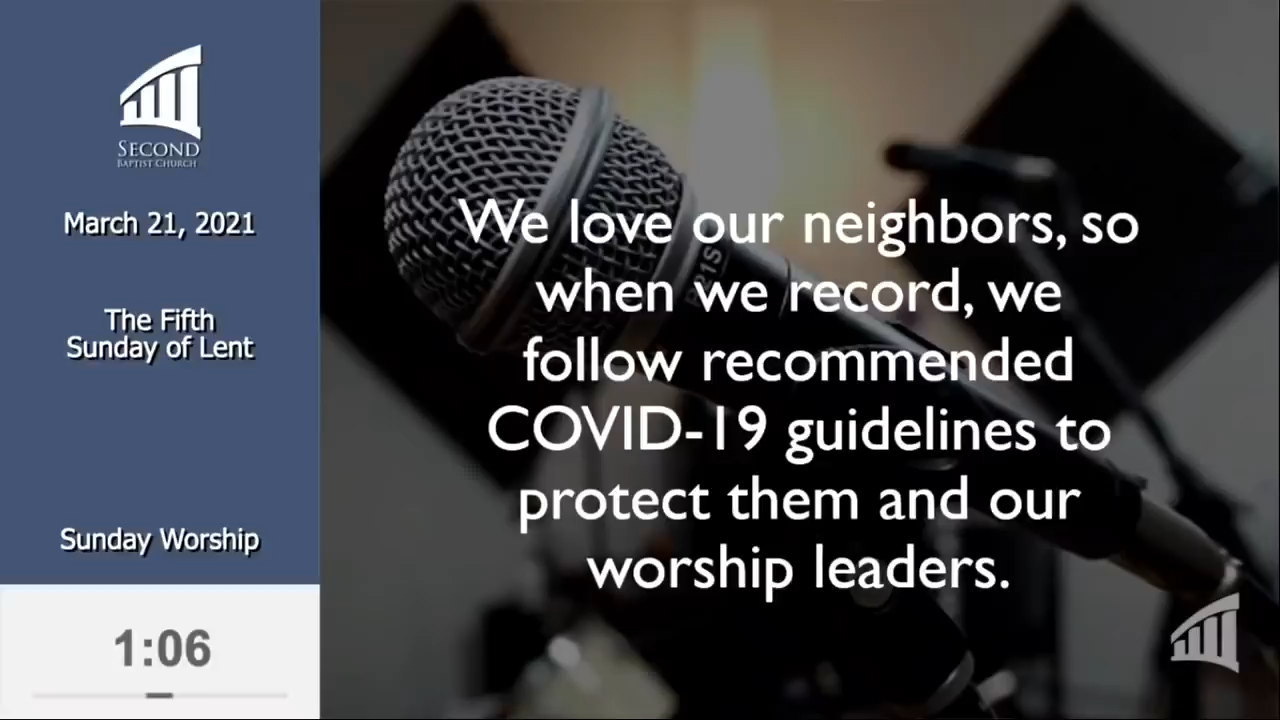 SECOND
BAPTIST CHURCH
March 21, 2021
The Fifth
Sunday of Lent
Sunday Worship
1:06
We love our neighbors, so
when we record, we
follow recommended
COVID-19 guidelines to
protect them and our
worship leaders.